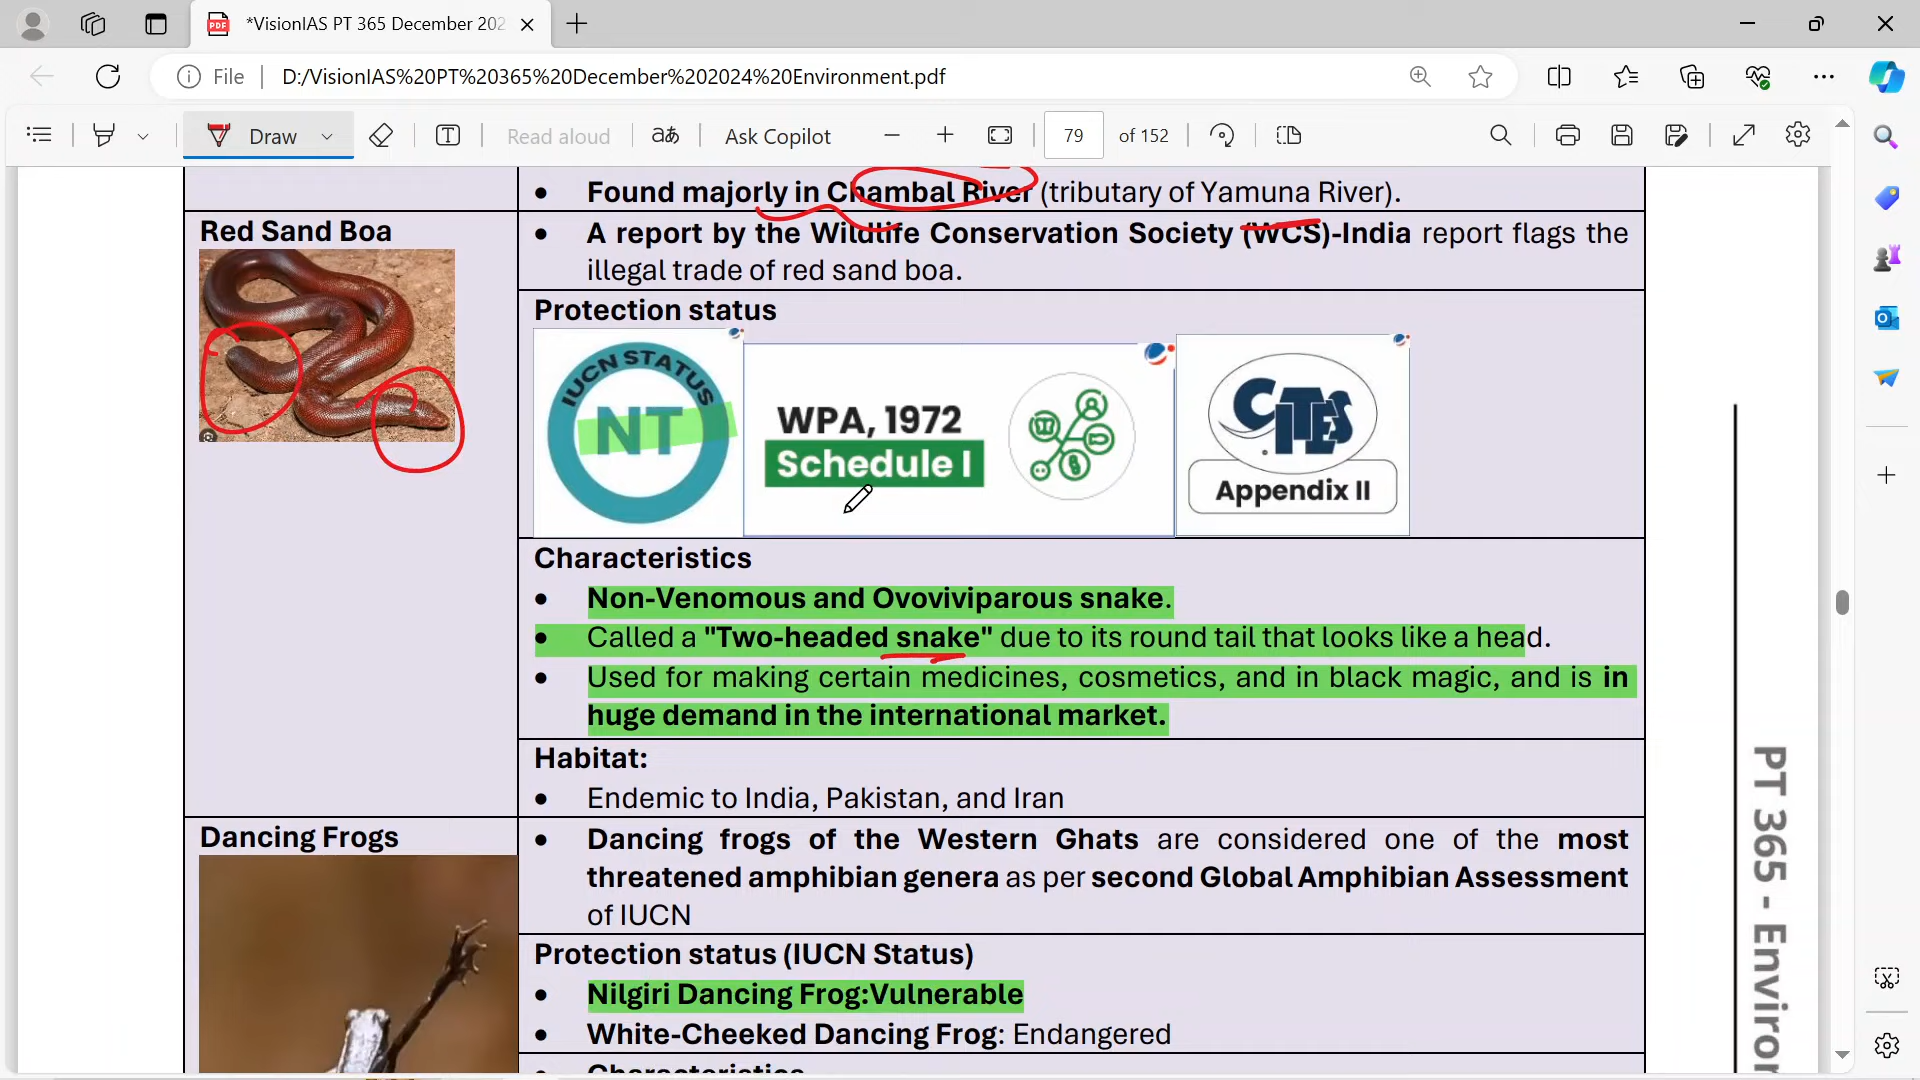 *VisionIAS PT 365 December 202
File
D:/VisionIAS%20PT%20365%20December%202024%20Environment.pdf
Draw
Read aloud
aあ
Ask Copilot
79
of 152
• Found majorly in Chambal River (tributary of Yamuna River).
Red Sand Boa
• A report by the Wildlife Conservation Society (WCS)-India report flags the
illegal trade of red sand boa.
Protection status
IUCN STATUS
NT
WPA, 1972
Schedule I
CITES
Appendix II
Characteristics
• Non-Venomous and Ovoviviparous snake.
• Called a "Two-headed snake" due to its round tail that looks like a head.
• Used for making certain medicines, cosmetics, and in black magic, and is in
huge demand in the international market.
Habitat:
• Endemic to India, Pakistan, and Iran
Dancing Frogs
• Dancing frogs of the Western Ghats are considered one of the most
threatened amphibian genera as per second Global Amphibian Assessment
of IUCN
Protection status (IUCN Status)
• Nilgiri Dancing Frog:Vulnerable
• White-Cheeked Dancing Frog: Endangered
• Characteristics
PT 365 - Environ